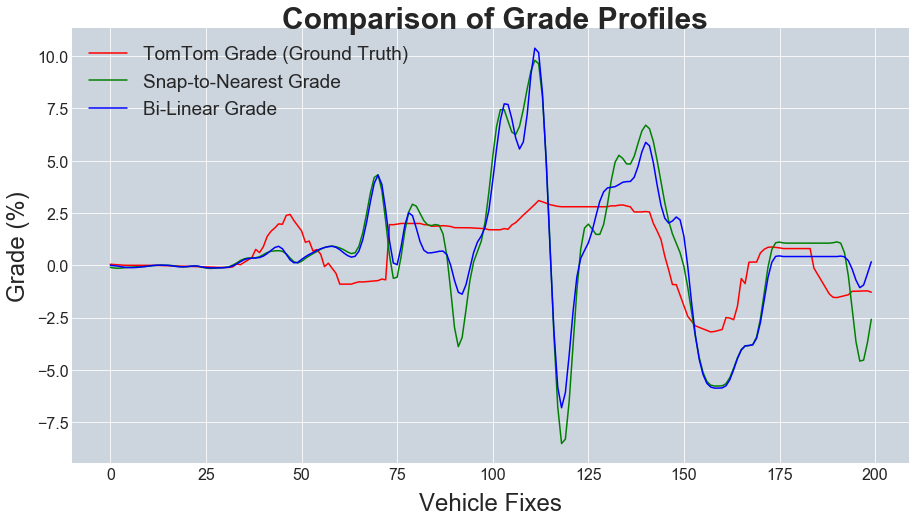 Comparison of Grade Profiles
TomTom Grade (Ground Truth)
Snap-to-Nearest Grade
Bi-Linear Grade
Grade (%)
10.0
7.5
5.0
2.5
0.0
−2.5
−5.0
−7.5
0 25 50 75 100 125 150 175 200
Vehicle Fixes